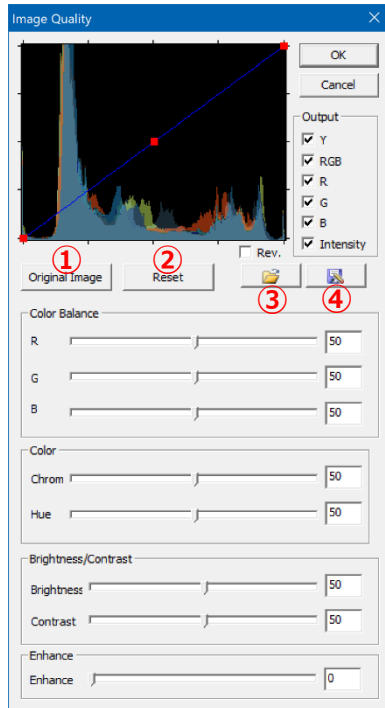 Image Quality
OK
Cancel
Output
Y
RGB
R
G
B
Intensity
Rev.
① ②
Original Image Reset
③ ④
Color Balance
R 50
G 50
B 50
Color
Chrom 50
Hue 50
Brightness/Contrast
Brightness 50
Contrast 50
Enhance
Enhance 0